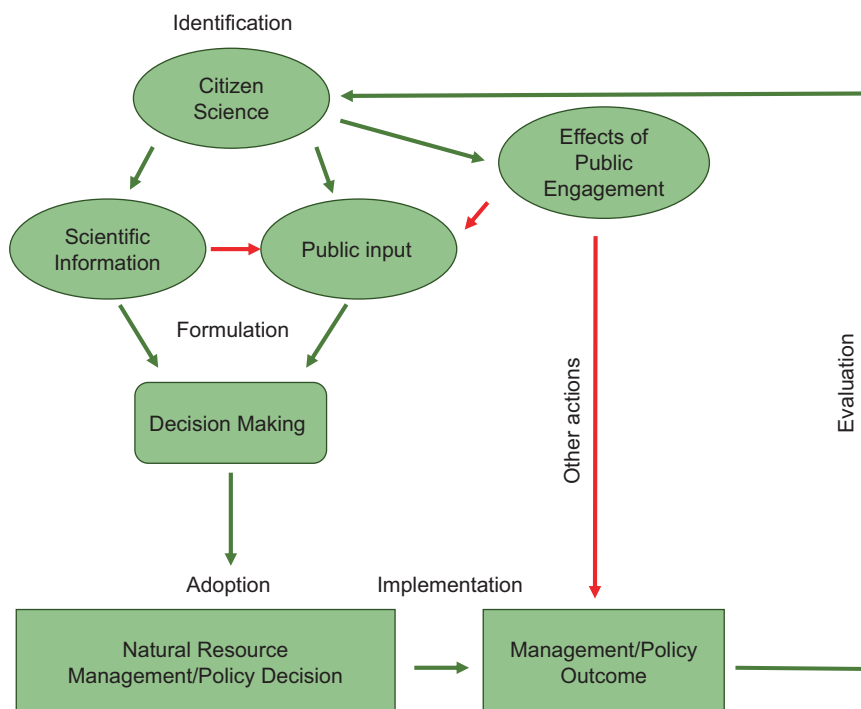 Identification
Citizen
Science
Effects of
Public
Engagement
Scientific
Information
Public input
Formulation
Decision Making
Other actions
Evaluation
Adoption
Implementation
Natural Resource
Management/Policy Decision
Management/Policy
Outcome